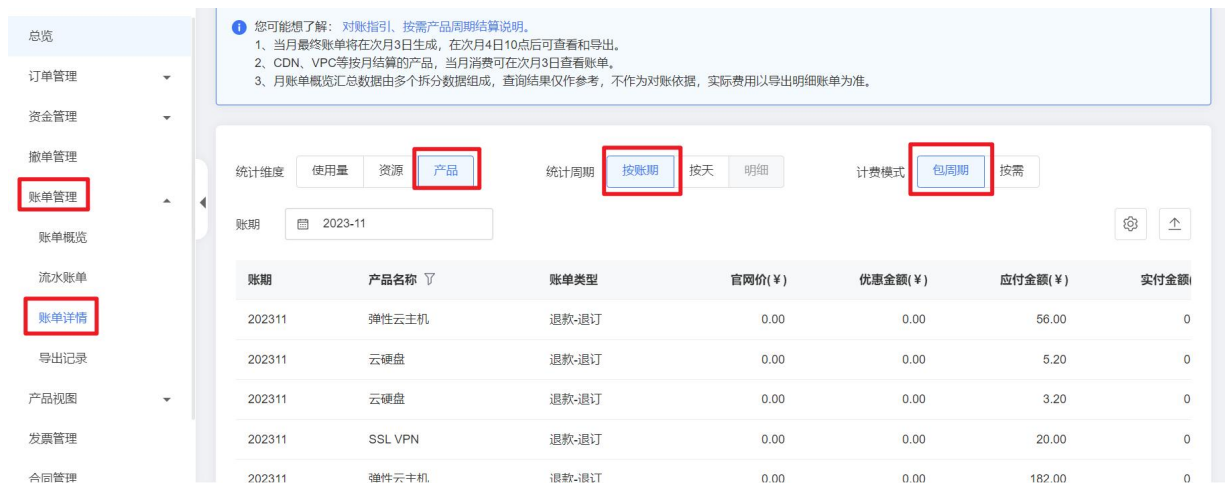 总览
订单管理
资金管理
撤单管理
账单管理
账单概览
流水账单
账单详情
导出记录
产品视图
发票管理
合同管理
您可能想了解： 对账指引、按需产品周期结算说明。
1、当月最终账单将在次月3日生成，在次月4日10点后可查看和导出。
2、CDN、VPC等按月结算的产品，当月消费可在次月3日查看账单。
3、月账单概览汇总数据由多个拆分数据组成，查询结果仅作参考，不作为对账依据，实际费用以导出明细账单为准。
统计维度 使用量 资源 产品 统计周期 按账期 按天 明细 计费模式 包周期 按需
账期 2023-11
账期 产品名称 账单类型 官网价(¥) 优惠金额(¥) 应付金额(¥) 实付金额(
202311 弹性云主机 退款-退订 0.00 0.00 56.00 0
202311 云硬盘 退款-退订 0.00 0.00 5.20 0
202311 云硬盘 退款-退订 0.00 0.00 3.20 0
202311 SSL VPN 退款-退订 0.00 0.00 20.00 0
202311 弹性云主机 退款-退订 0.00 0.00 182.00 0